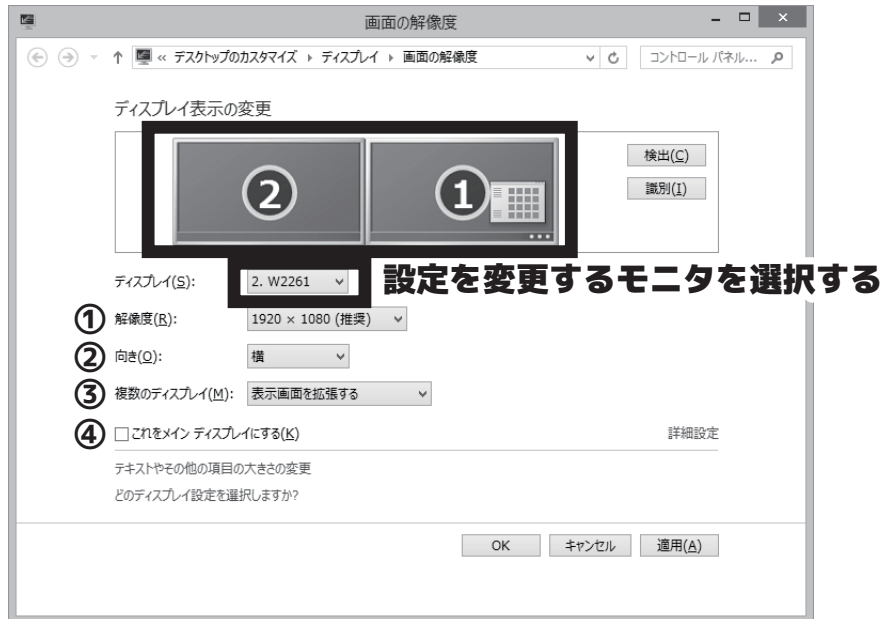 画面の解像度
« デスクトップのカスタマイズ ▸ ディスプレイ ▸ 画面の解像度
コントロール パネル...
ディスプレイ表示の変更
2
1
検出(C)
識別(I)
ディスプレイ(S): 2. W2261
設定を変更するモニタを選択する
① 解像度(R): 1920 × 1080 (推奨)
② 向き(O): 横
③ 複数のディスプレイ(M): 表示画面を拡張する
④ これをメイン ディスプレイにする(K) 詳細設定
テキストやその他の項目の大きさの変更
どのディスプレイ設定を選択しますか?
OK キャンセル 適用(A)